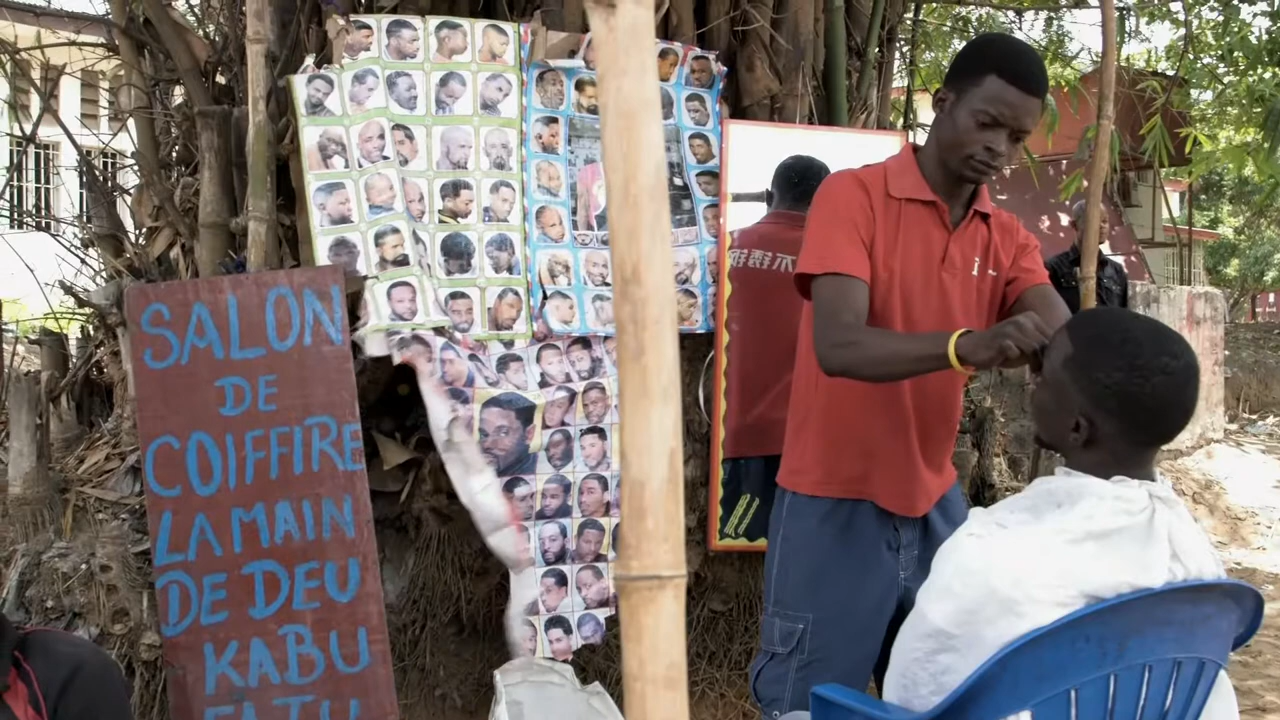 SALON
DE
COIFFIRE
LA MAIN
DE DEU
KABU